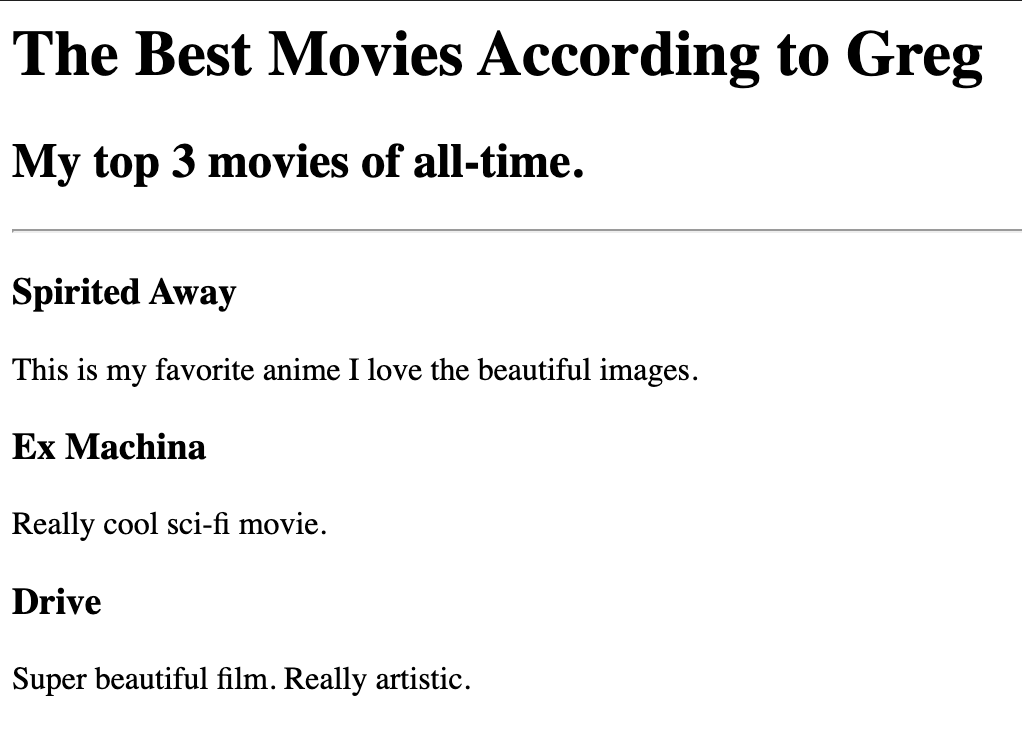 The Best Movies According to Greg
My top 3 movies of all-time.
Spirited Away
This is my favorite anime I love the beautiful images.
Ex Machina
Really cool sci-fi movie.
Drive
Super beautiful film. Really artistic.